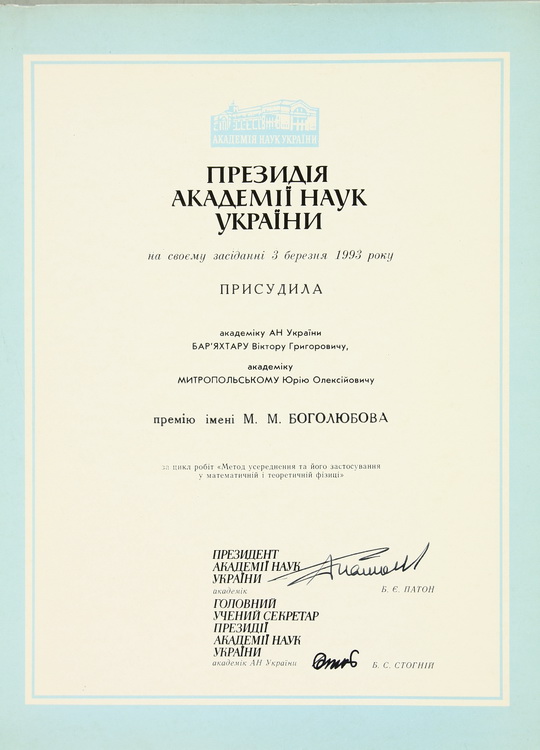 АКАДЕМІЯ НАУК УКРАЇНИ
ПРЕЗИДІЯ
АКАДЕМІЇ НАУК
УКРАЇНИ
на своєму засіданні 3 березня 1993 року
ПРИСУДИЛА
академіку АН України
БАР'ЯХТАРУ Віктору Григоровичу,
академіку
МИТРОПОЛЬСЬКОМУ Юрію Олексійовичу
премію імені М. М. БОГОЛЮБОВА
за цикл робіт «Метод усереднення та його застосування
у математичній і теоретичній фізиці»
ПРЕЗИДЕНТ
АКАДЕМІЇ НАУК
УКРАЇНИ
академік
Б. Є. ПАТОН
ГОЛОВНИЙ
УЧЕНИЙ СЕКРЕТАР
ПРЕЗИДІЇ
АКАДЕМІЇ НАУК
УКРАЇНИ
академік АН України
Б. С. СТОГНІЙ